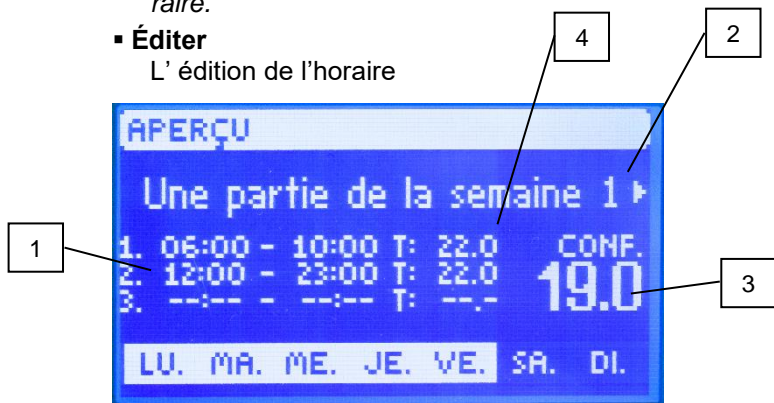 raire.
▪ Éditer
L' édition de l'horaire
4
2
APERÇU
Une partie de la semaine 1
1
1. 06:00 - 10:00 T: 22.0 CONF.
2. 12:00 - 23:00 T: 22.0 19.0
3. --:-- - --:-- T: --.-
3
LU. MA. ME. JE. VE. SA. DI.